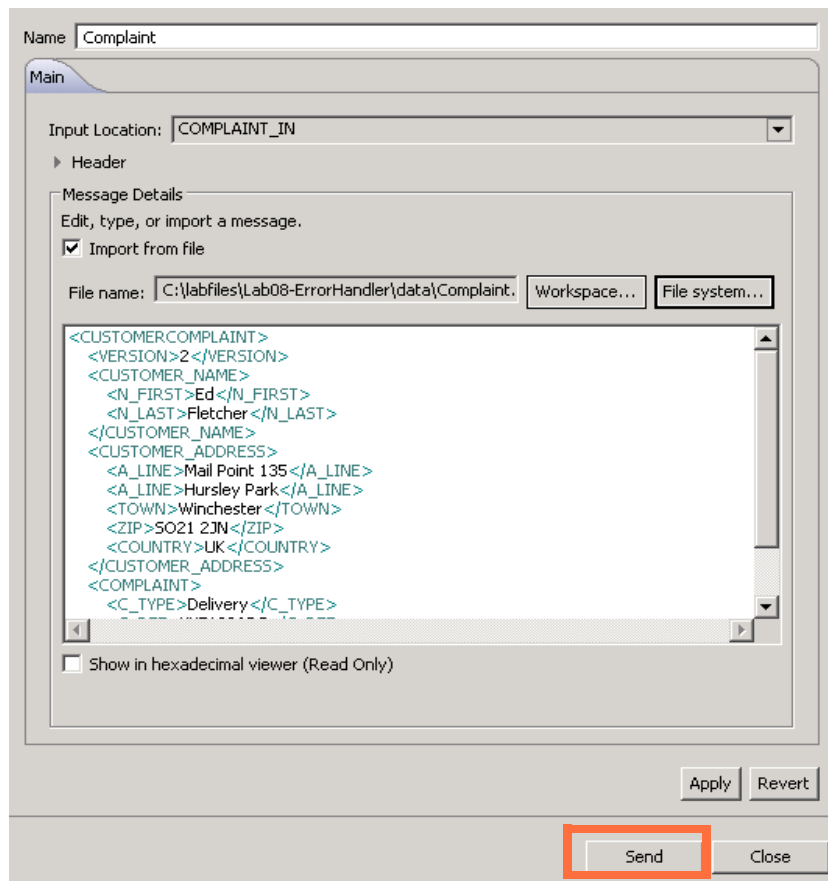 Name Complaint
Main
Input Location: COMPLAINT_IN
Header
Message Details
Edit, type, or import a message.
Import from file
File name: C:\labfiles\Lab08-ErrorHandler\data\Complaint. Workspace... File system...
<CUSTOMERCOMPLAINT>
<VERSION>2</VERSION>
<CUSTOMER_NAME>
<N_FIRST>Ed</N_FIRST>
<N_LAST>Fletcher</N_LAST>
</CUSTOMER_NAME>
<CUSTOMER_ADDRESS>
<A_LINE>Mail Point 135</A_LINE>
<A_LINE>Hursley Park</A_LINE>
<TOWN>Winchester</TOWN>
<ZIP>SO21 2JN</ZIP>
<COUNTRY>UK</COUNTRY>
</CUSTOMER_ADDRESS>
<COMPLAINT>
<C_TYPE>Delivery</C_TYPE>
Show in hexadecimal viewer (Read Only)
Apply Revert
Send Close